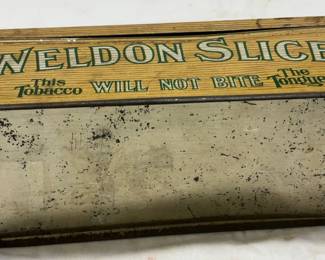 WELDON SLICE
This Tobacco WILL NOT BITE The Tongue